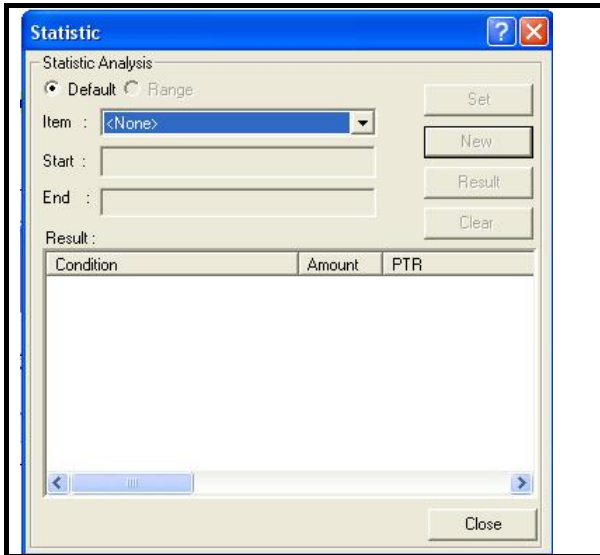 Statistic
Statistic Analysis
Default Range
Set
Item : <None>
New
Start :
Result
End :
Clear
Result :
Condition Amount PTR
Close